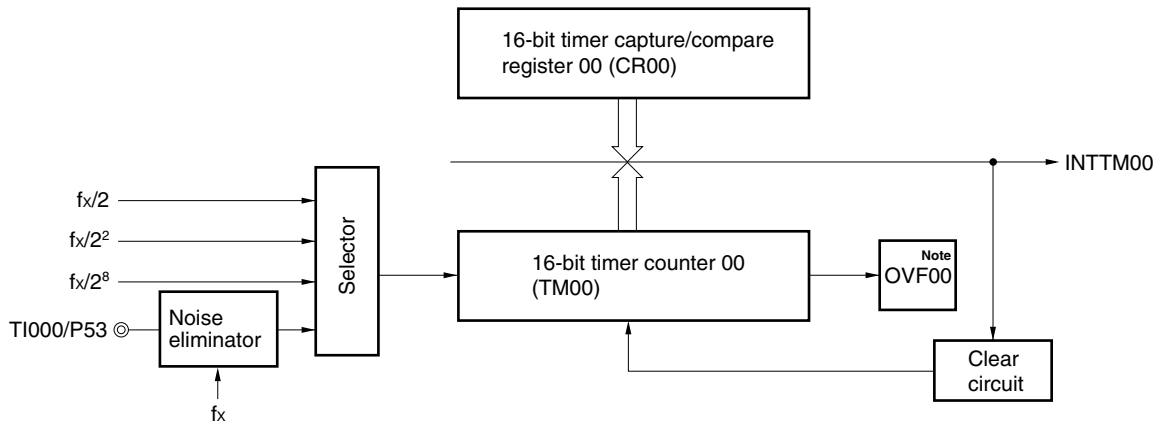 16-bit timer capture/compare
register 00 (CR00)
INTTM00
fx/2
fx/2²
fx/2⁸
TI000/P53
Noise
eliminator
fx
Selector
16-bit timer counter 00
(TM00)
Note
OVF00
Clear
circuit